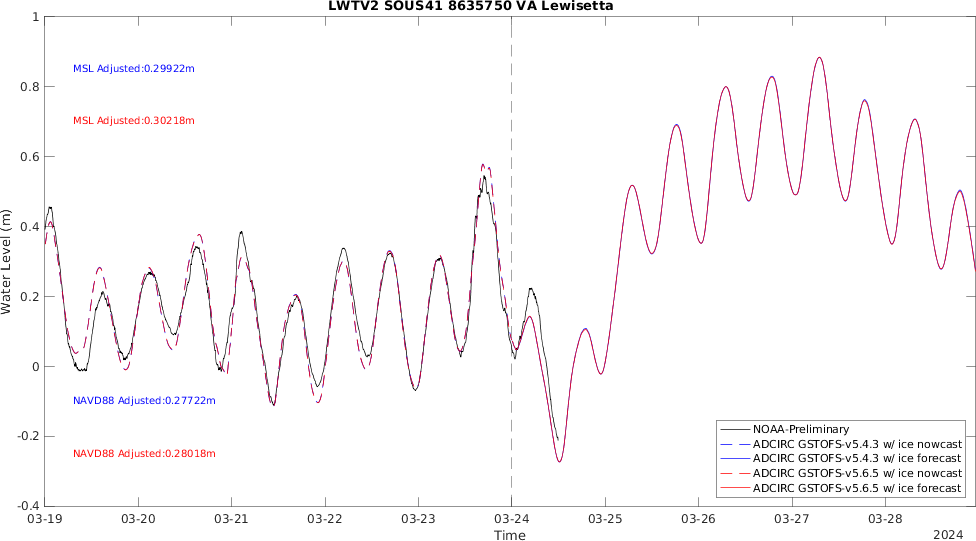 LWTV2 SOUS41 8635750 VA Lewisetta
1
0.8
0.6
0.4
0.2
0
-0.2
-0.4
Water Level (m)
MSL Adjusted:0.29922m
MSL Adjusted:0.30218m
NAVD88 Adjusted:0.27722m
NAVD88 Adjusted:0.28018m
NOAA-Preliminary
ADCIRC GSTOFS-v5.4.3 w/ ice nowcast
ADCIRC GSTOFS-v5.4.3 w/ ice forecast
ADCIRC GSTOFS-v5.6.5 w/ ice nowcast
ADCIRC GSTOFS-v5.6.5 w/ ice forecast
03-19 03-20 03-21 03-22 03-23 03-24 03-25 03-26 03-27 03-28
Time
2024